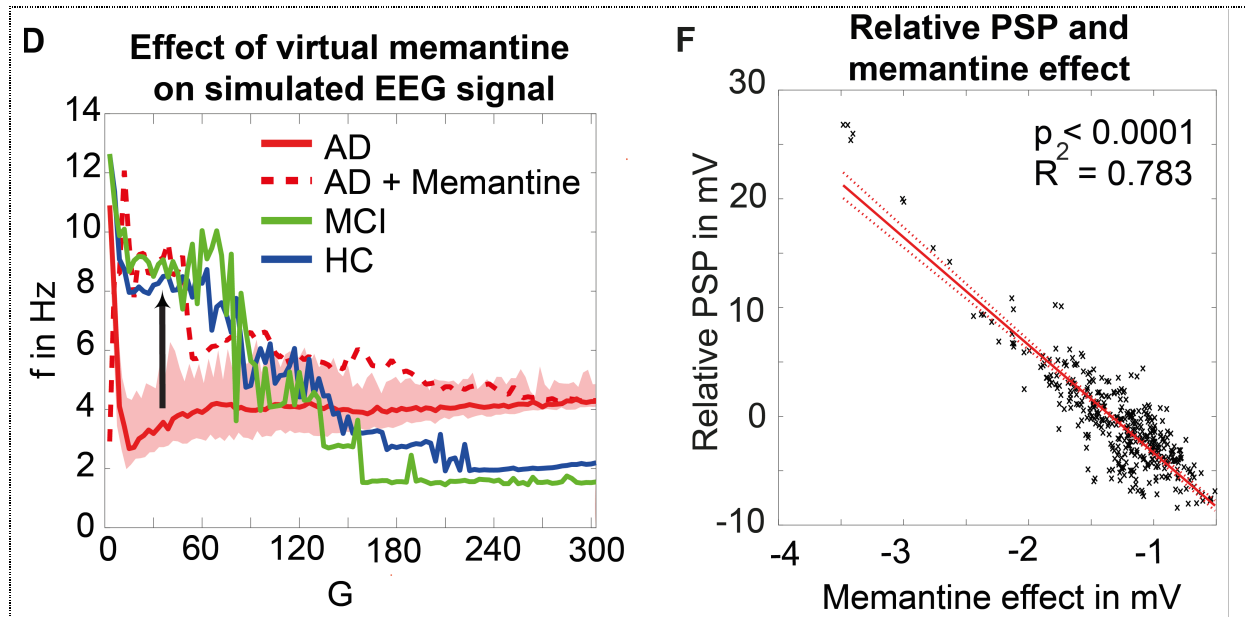 D
Effect of virtual memantine
on simulated EEG signal
f in Hz
14
12
10
8
6
4
2
0
0 60 120 180 240 300
G
AD
AD + Memantine
MCI
HC
F
Relative PSP and
memantine effect
Relative PSP in mV
30
20
10
0
-10
-4 -3 -2 -1
Memantine effect in mV
p < 0.0001
R² = 0.783